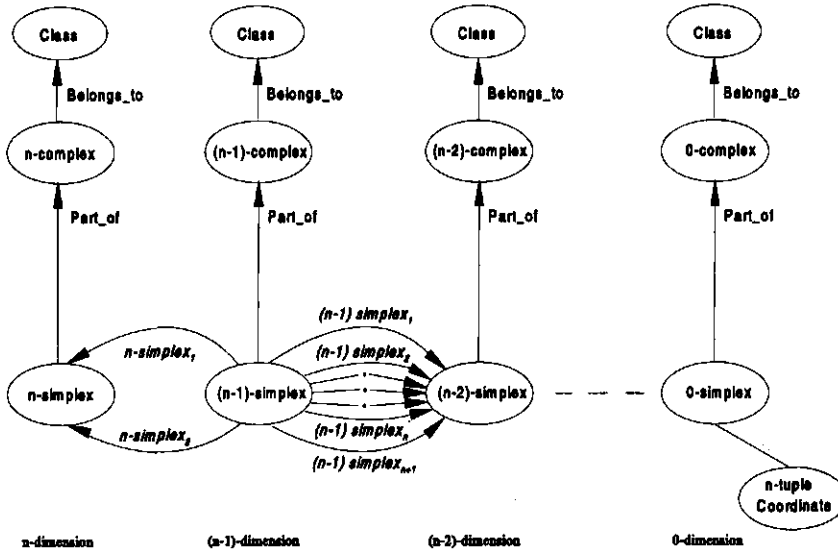 Class
Class
Class
Class
Belongs_to
Belongs_to
Belongs_to
Belongs_to
n-complex
(n-1)-complex
(n-2)-complex
0-complex
Part_of
Part_of
Part_of
Part_of
(n-1) simplex1
n-simplex1
(n-1) simplex2
n-simplex
(n-1)-simplex
(n-2)-simplex
0-simplex
n-simplex2
(n-1) simplexn
(n-1) simplexn+1
n-tuple
Coordinate
n-dimension
(n-1)-dimension
(n-2)-dimension
0-dimension